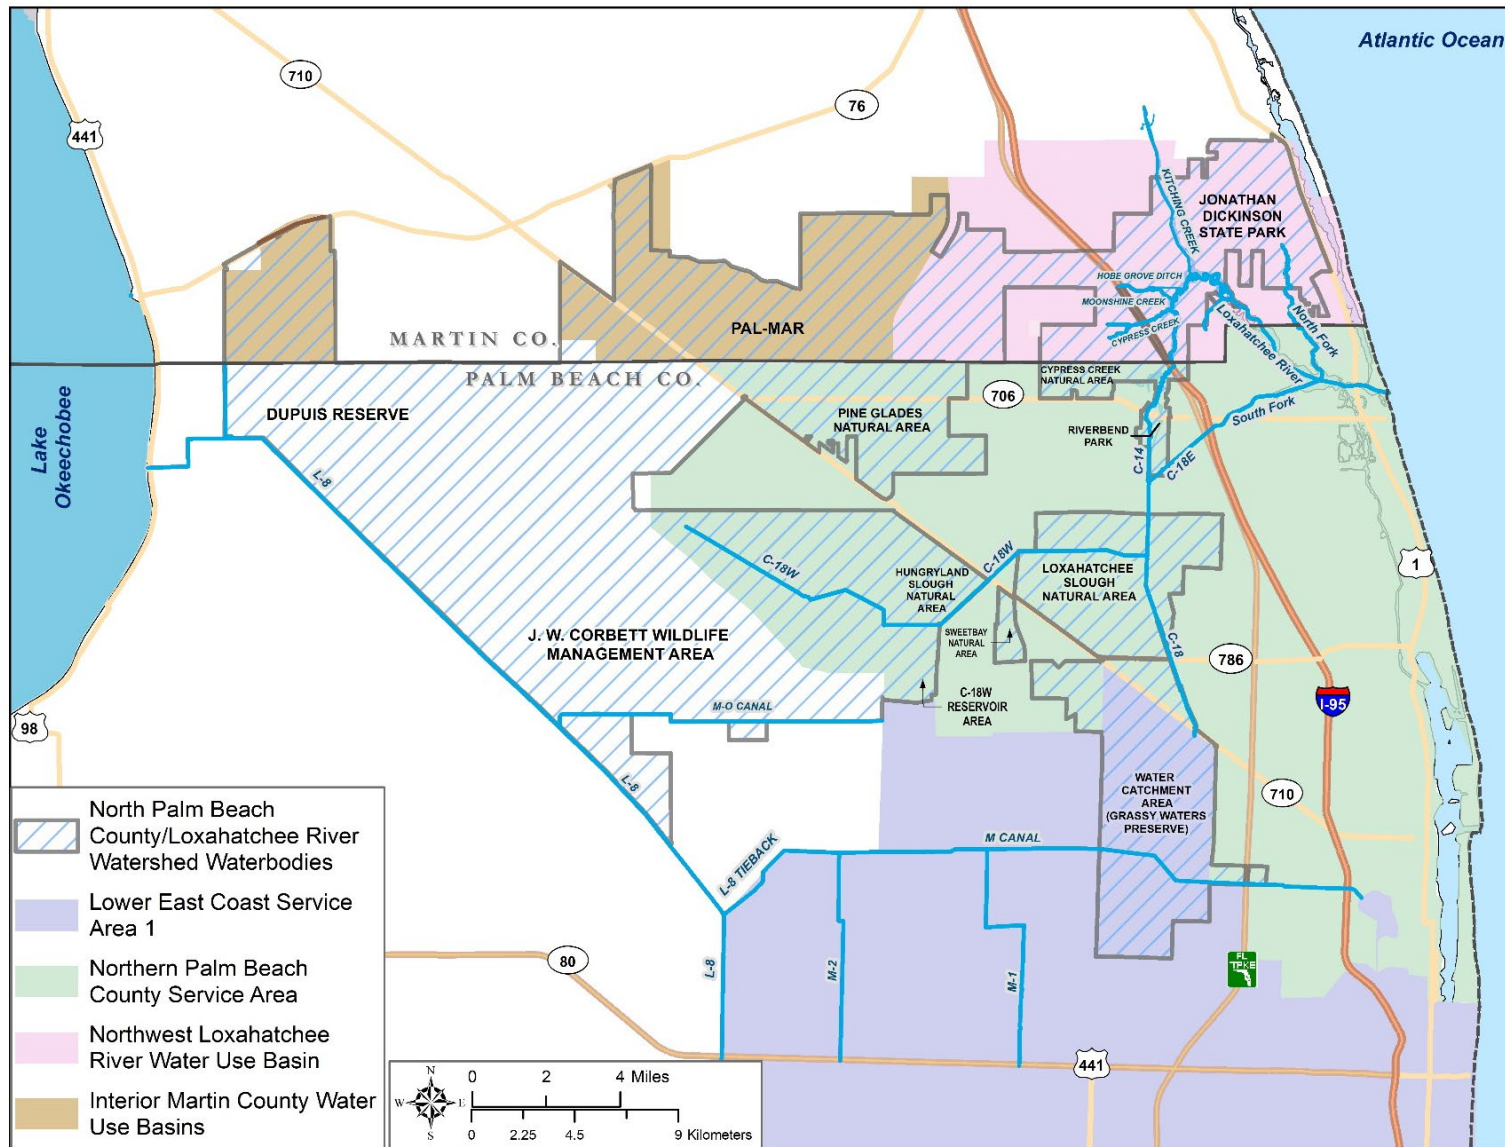 Atlantic Ocean
710
76
441
KITCHING CREEK
JONATHAN
DICKINSON
STATE PARK
HOBE GROVE DITCH
MOONSHINE CREEK
CYPRESS CREEK
Loxahatchee River
North Fork
PAL-MAR
MARTIN CO.
PALM BEACH CO.
CYPRESS CREEK
NATURAL AREA
706
DUPUIS RESERVE
PINE GLADES
NATURAL AREA
RIVERBEND
PARK
South Fork
C-14
C-18E
Lake
Okeechobee
L-8
C-18W
C-18W
HUNGRYLAND
SLOUGH
NATURAL
AREA
LOXAHATCHEE
SLOUGH
NATURAL AREA
1
SWEETBAY
NATURAL
AREA
J. W. CORBETT WILDLIFE
MANAGEMENT AREA
C-18
786
C-18W
RESERVOIR
AREA
M-O CANAL
I-95
98
L-8
WATER
CATCHMENT
AREA
(GRASSY WATERS
PRESERVE)
710
M CANAL
L-8 TIEBACK
80
L-8
M-2
M-1
FL
TPKE
441
North Palm Beach
County/Loxahatchee River
Watershed Waterbodies
Lower East Coast Service
Area 1
Northern Palm Beach
County Service Area
Northwest Loxahatchee
River Water Use Basin
Interior Martin County Water
Use Basins
N
W E
S
0 2 4 Miles
0 2.25 4.5 9 Kilometers